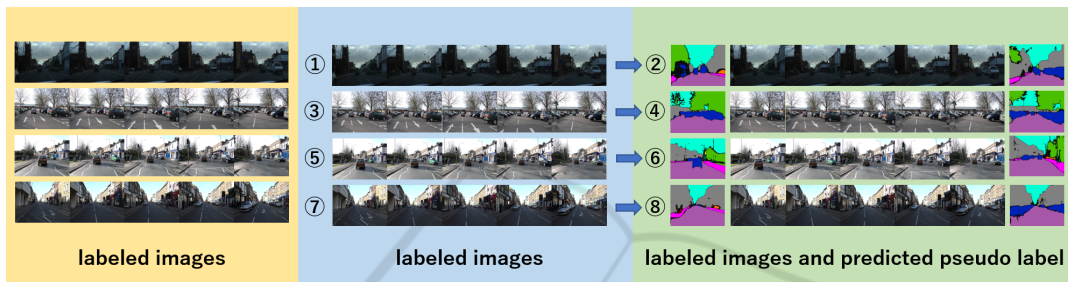 ① ②
③ ④
⑤ ⑥
⑦ ⑧
labeled images
labeled images
labeled images and predicted pseudo label